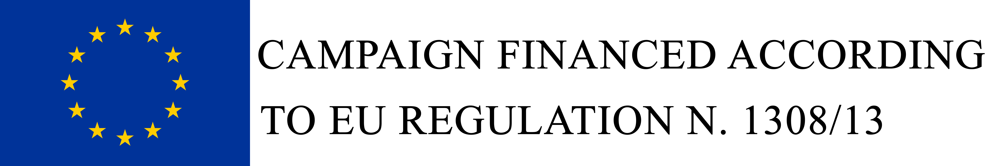 CAMPAIGN FINANCED ACCORDING
TO EU REGULATION N. 1308/13